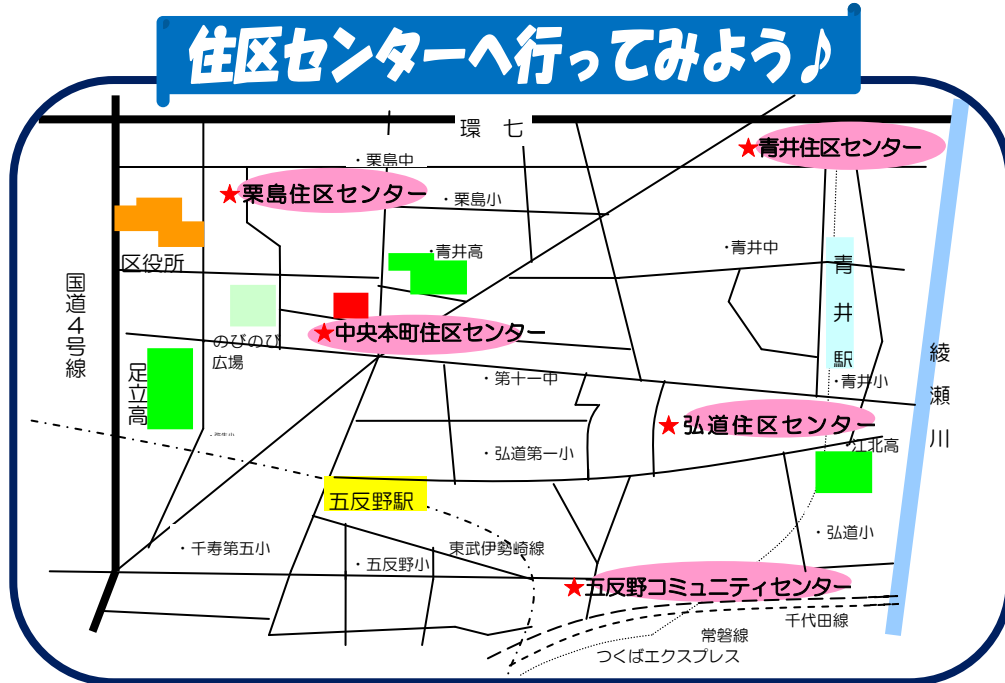 住区センターへ行ってみよう♪
環 七
★青井住区センター
・栗島中
★栗島住区センター
・栗島小
・青井高
・青井中
区役所
青井駅
国道4号線
★中央本町住区センター
のびのび
広場
綾瀬川
足立高
・第十一中
・青井小
★弘道住区センター
江北高
・弘道第一小
五反野駅
・弘道小
・千寿第五小
東武伊勢崎線
・五反野小
★五反野コミュニティセンター
千代田線
常磐線
つくばエクスプレス